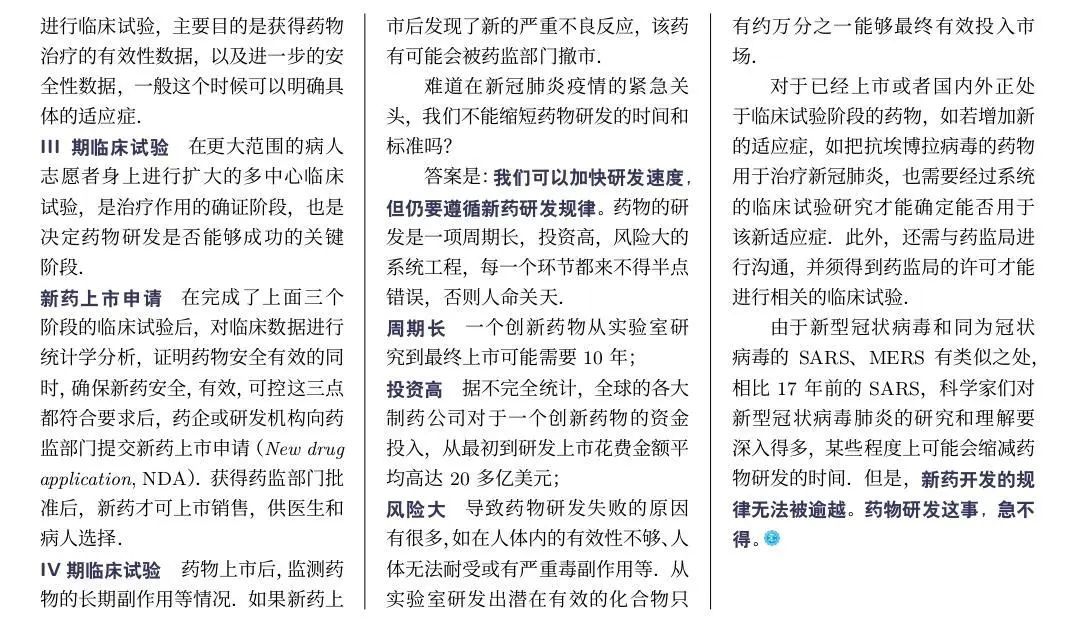 进行临床试验，主要目的是获得药物
治疗的有效性数据，以及进一步的安
全性数据，一般这个时候可以明确具
体的适应症．
III 期临床试验　在更大范围的病人
志愿者身上进行扩大的多中心临床
试验，是治疗作用的确证阶段，也是
决定药物研发是否能够成功的关键
阶段．
新药上市申请　在完成了上面三个
阶段的临床试验后，对临床数据进行
统计学分析，证明药物安全有效的同
时，确保新药安全，有效，可控这三点
都符合要求后，药企或研发机构向药
监部门提交新药上市申请（New drug
application, NDA）．获得药监部门批
准后，新药才可上市销售，供医生和
病人选择．
IV 期临床试验　药物上市后，监测药
物的长期副作用等情况．如果新药上
市后发现了新的严重不良反应，该药
有可能会被药监部门撤市．
难道在新冠肺炎疫情的紧急关
头，我们不能缩短药物研发的时间和
标准吗？
答案是：我们可以加快研发速度，
但仍要遵循新药研发规律。药物的研
发是一项周期长，投资高，风险大的
系统工程，每一个环节都来不得半点
错误，否则人命关天．
周期长　一个创新药物从实验室研
究到最终上市可能需要 10 年；
投资高　据不完全统计，全球的各大
制药公司对于一个创新药物的资金
投入，从最初到研发上市花费金额平
均高达 20 多亿美元；
风险大　导致药物研发失败的原因
有很多，如在人体内的有效性不够、人
体无法耐受或有严重毒副作用等．从
实验室研发出潜在有效的化合物只
有约万分之一能够最终有效投入市
场．
对于已经上市或者国内外正处
于临床试验阶段的药物，如若增加新
的适应症，如把抗埃博拉病毒的药物
用于治疗新冠肺炎，也需要经过系统
的临床试验研究才能确定能否用于
该新适应症．此外，还需与药监局进
行沟通，并须得到药监局的许可才能
进行相关的临床试验．
由于新型冠状病毒和同为冠状
病毒的 SARS、MERS 有类似之处，
相比 17 年前的 SARS，科学家们对
新型冠状病毒肺炎的研究和理解要
深入得多，某些程度上可能会缩减药
物研发的时间．但是，新药开发的规
律无法被逾越。药物研发这事，急不
得。